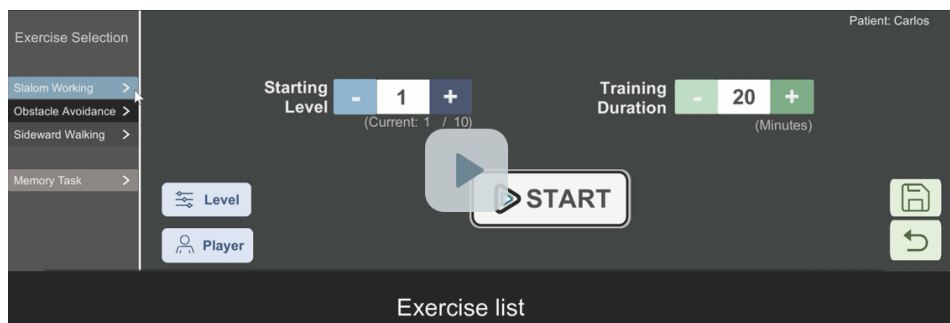 Patient: Carlos
Exercise Selection
Slalom Working >
Obstacle Avoidance >
Sideward Walking >
Memory Task >
Starting
Level
- 1 +
(Current: 1 / 10)
Training
Duration
- 20 +
(Minutes)
START
Level
Player
Exercise list